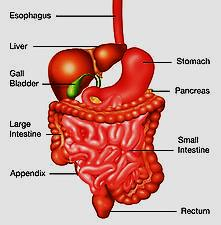 Esophagus
Liver
Stomach
Gall
Bladder
Pancreas
Large
Intestine
Small
Intestine
Appendix
Rectum